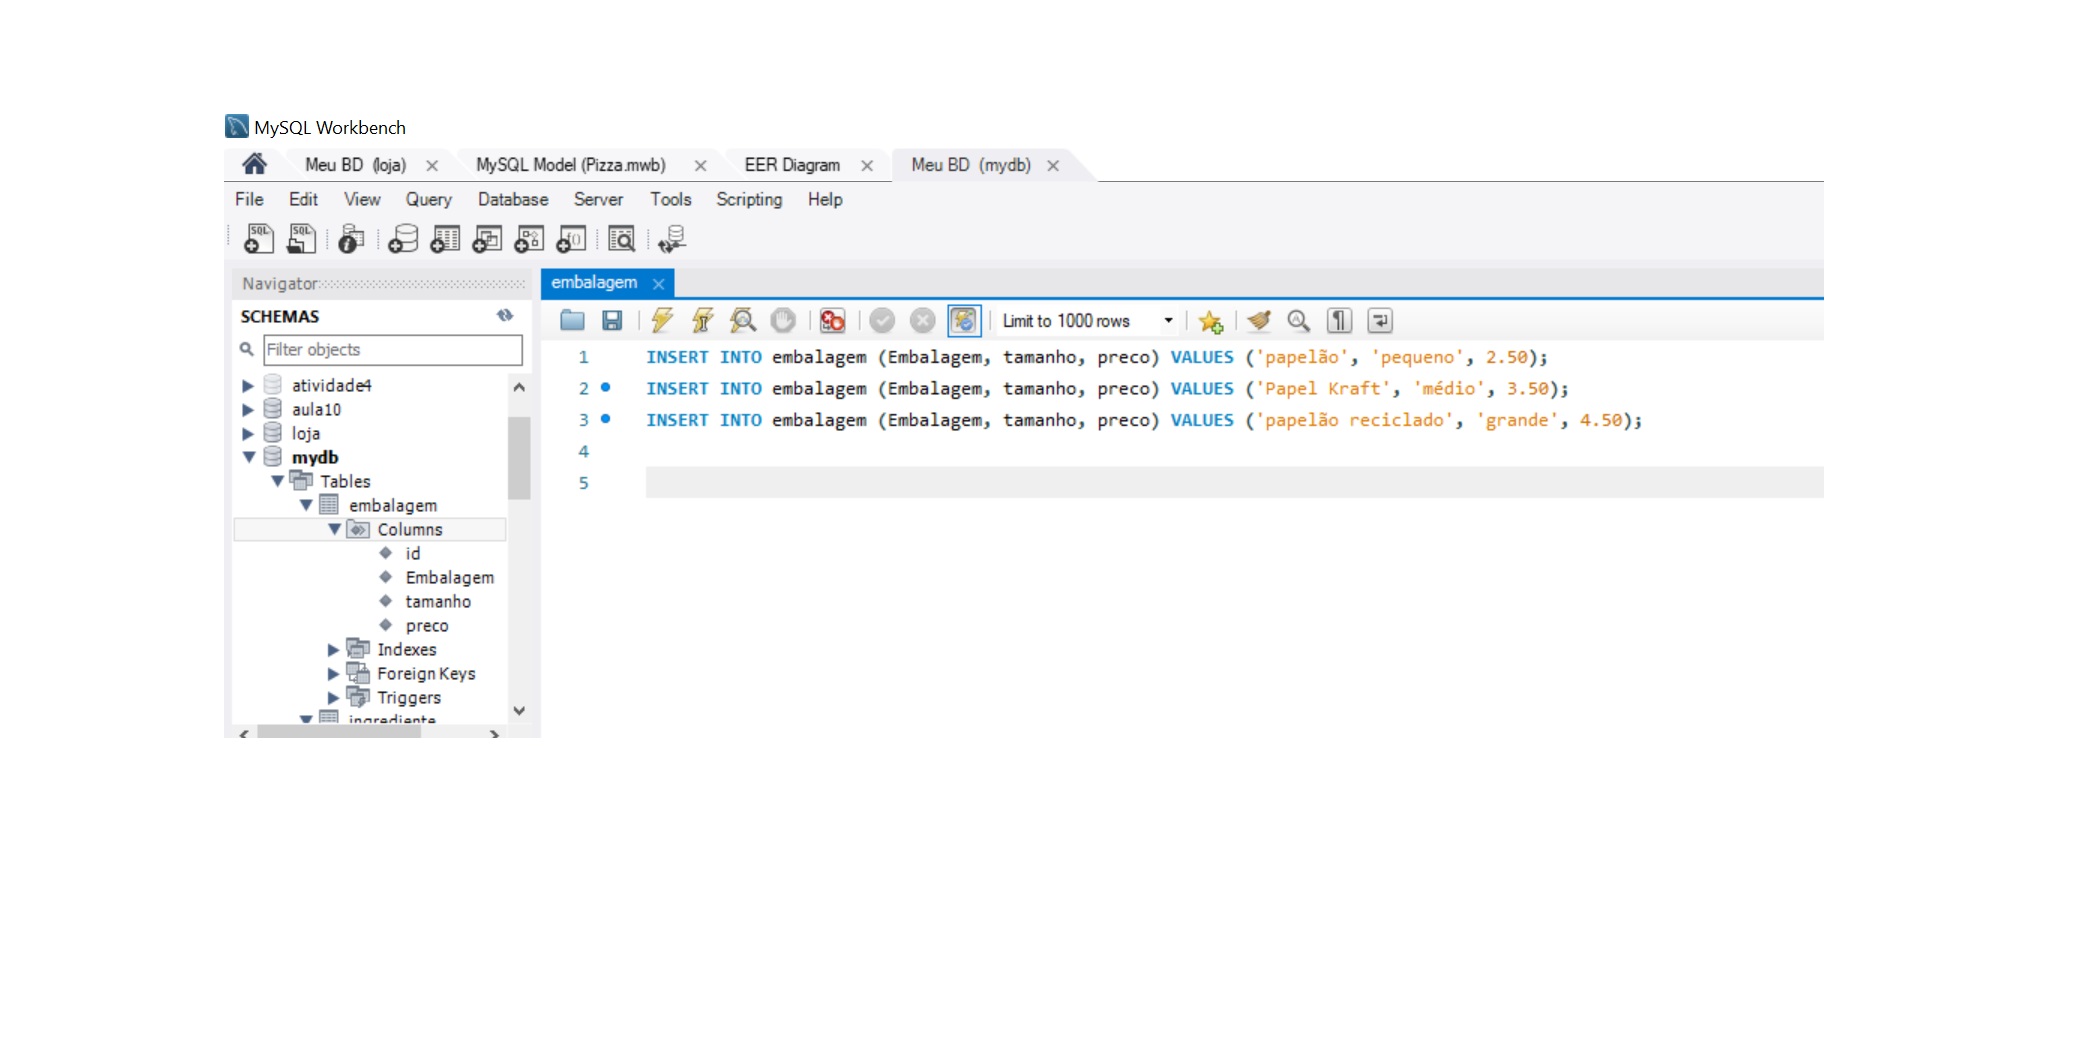 MySQL Workbench
Meu BD (loja) MySQL Model (Pizza.mwb) EER Diagram Meu BD (mydb)
File Edit View Query Database Server Tools Scripting Help
Navigator
SCHEMAS
Filter objects
atividade4
aula10
loja
mydb
Tables
embalagem
Columns
id
Embalagem
tamanho
preco
Indexes
Foreign Keys
Triggers
ingrediente
embalagem
Limit to 1000 rows
1 INSERT INTO embalagem (Embalagem, tamanho, preco) VALUES ('papelão', 'pequeno', 2.50);
2 INSERT INTO embalagem (Embalagem, tamanho, preco) VALUES ('Papel Kraft', 'médio', 3.50);
3 INSERT INTO embalagem (Embalagem, tamanho, preco) VALUES ('papelão reciclado', 'grande', 4.50);
4
5